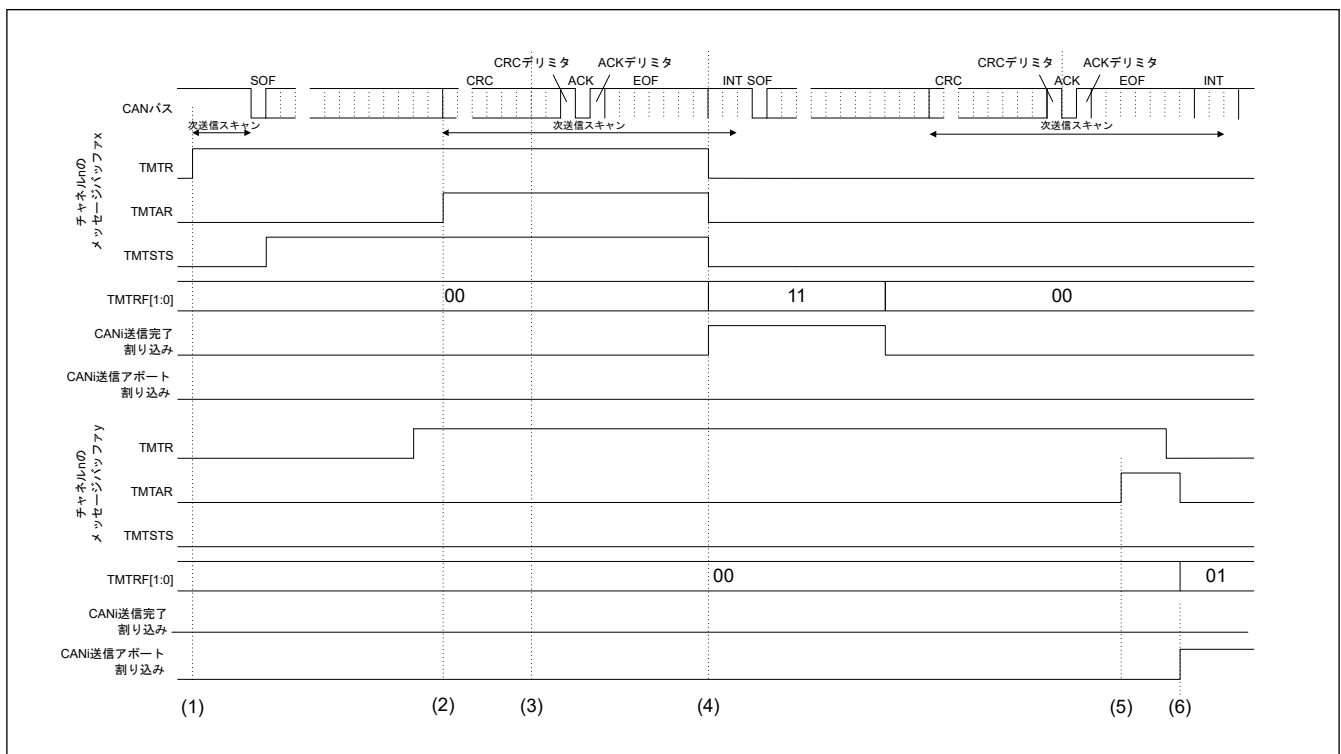 CRCデリミタ ACKデリミタ CRCデリミタ ACKデリミタ
SOF CRC ACK EOF INT SOF CRC ACK EOF INT
CANバス
次送信スキャン 次送信スキャン 次送信スキャン
チャネルnの
メッセージバッファx
TMTR
TMTAR
TMTSTS
TMTRF[1:0] 00 11 00
CANi送信完了
割り込み
CANi送信アボート
割り込み
チャネルnの
メッセージバッファy
TMTR
TMTAR
TMTSTS
TMTRF[1:0] 00 01
CANi送信完了
割り込み
CANi送信アボート
割り込み
(1) (2) (3) (4) (5) (6)